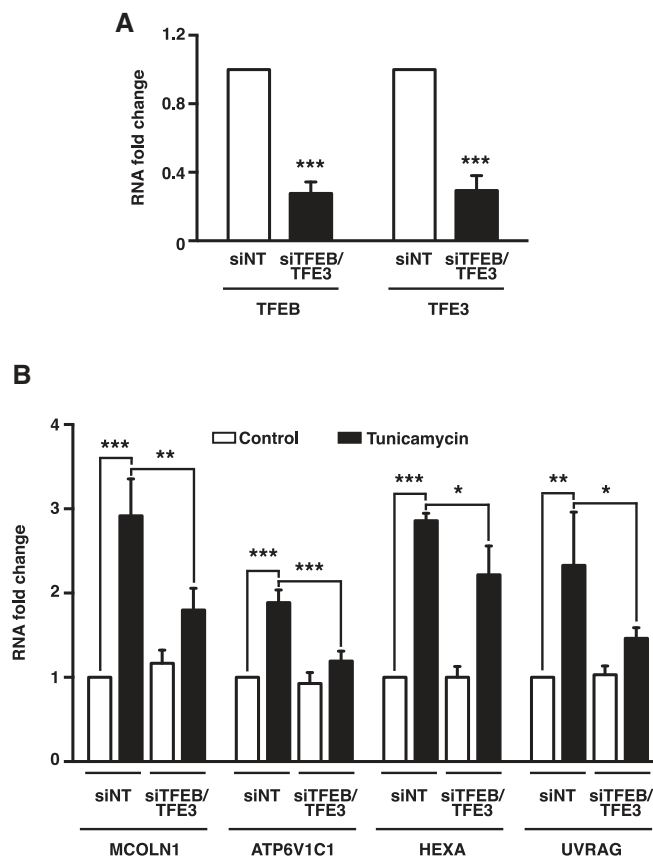 A
RNA fold change
1.2
0.8
0.4
0
*** ***
siNT siTFEB/ siNT siTFEB/
TFE3 TFE3
TFEB TFE3
B
RNA fold change
4
3
2
1
0
Control Tunicamycin
*** ** *** *** *** * ** *
siNT siTFEB/ siNT siTFEB/ siNT siTFEB/ siNT siTFEB/
TFE3 TFE3 TFE3 TFE3
MCOLN1 ATP6V1C1 HEXA UVRAG